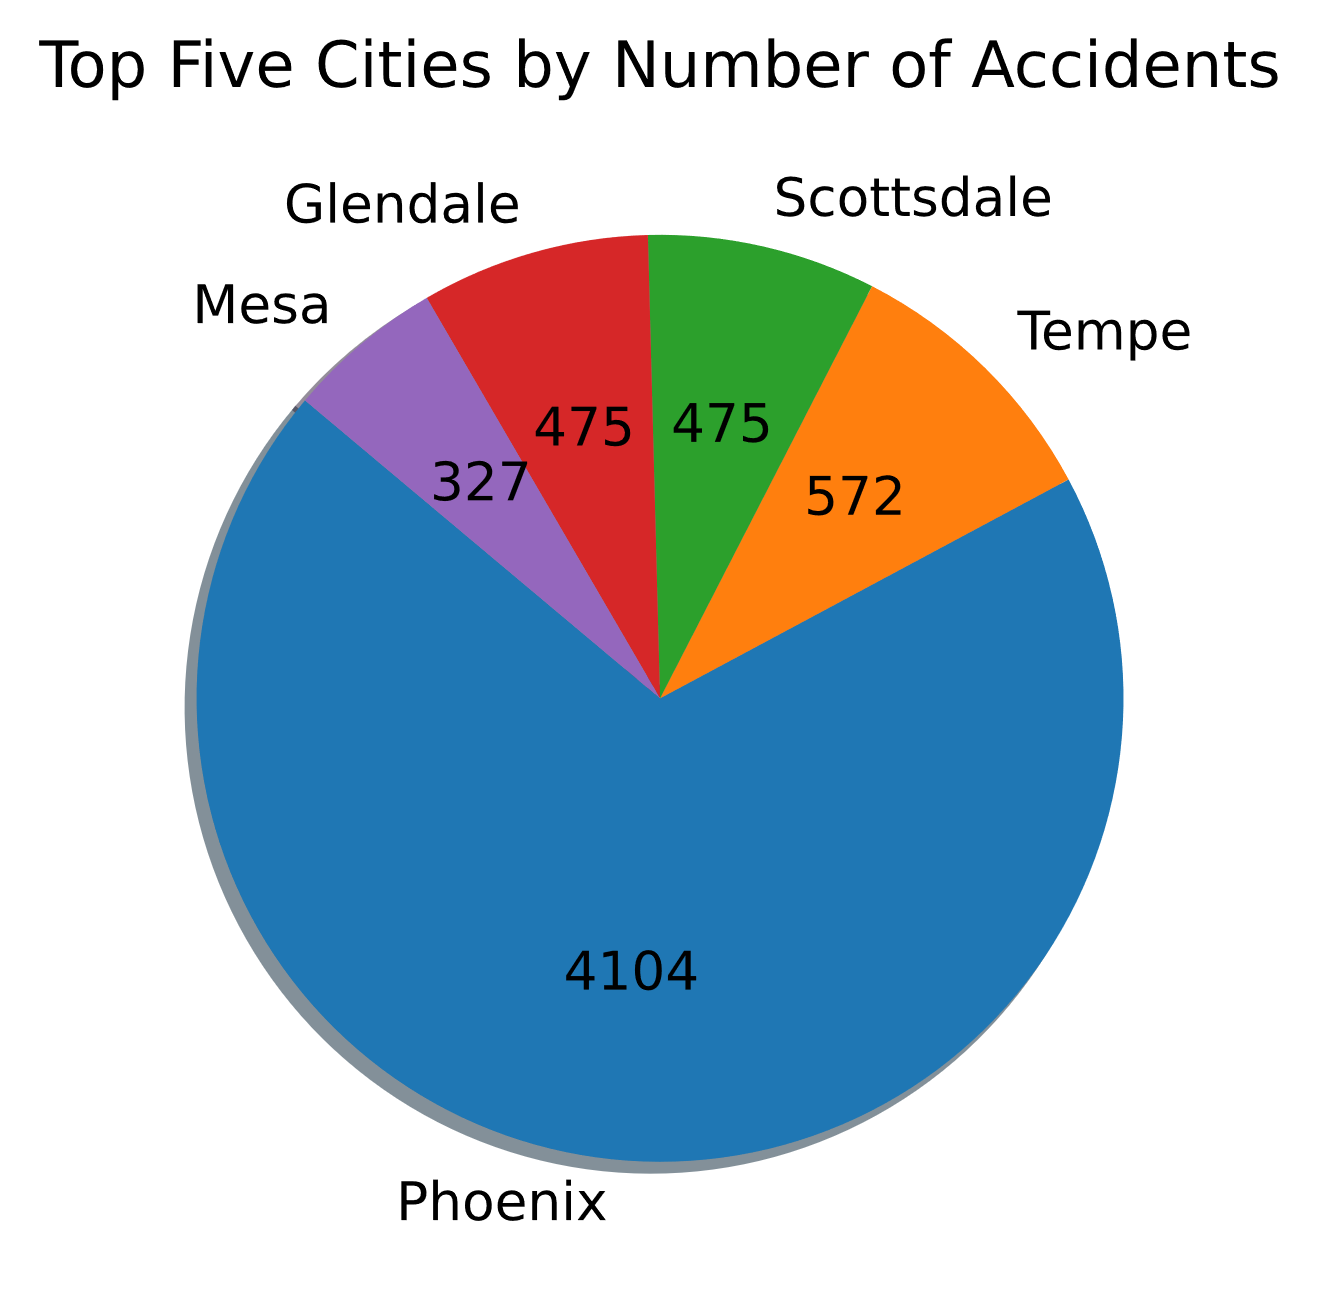 Top Five Cities by Number of Accidents
Glendale
Scottsdale
Mesa
Tempe
475
475
327
572
4104
Phoenix